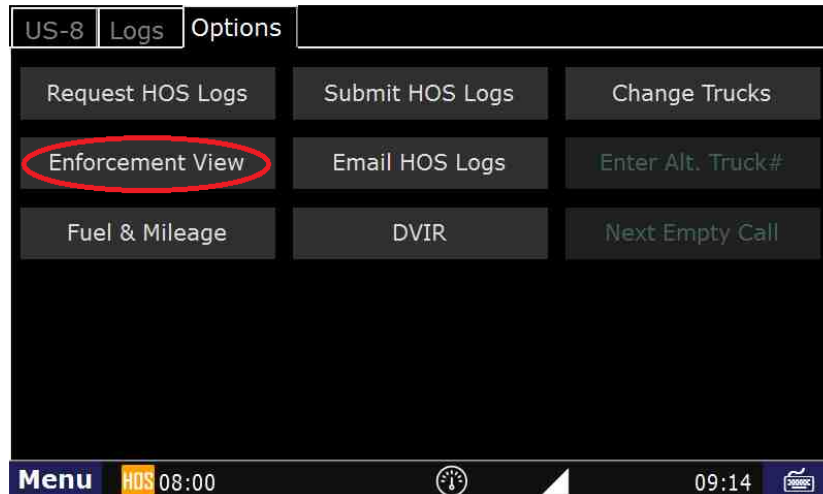 US-8 Logs Options
Request HOS Logs Submit HOS Logs Change Trucks
Enforcement View Email HOS Logs Enter Alt. Truck#
Fuel & Mileage DVIR Next Empty Call
Menu HOS 08:00 09:14